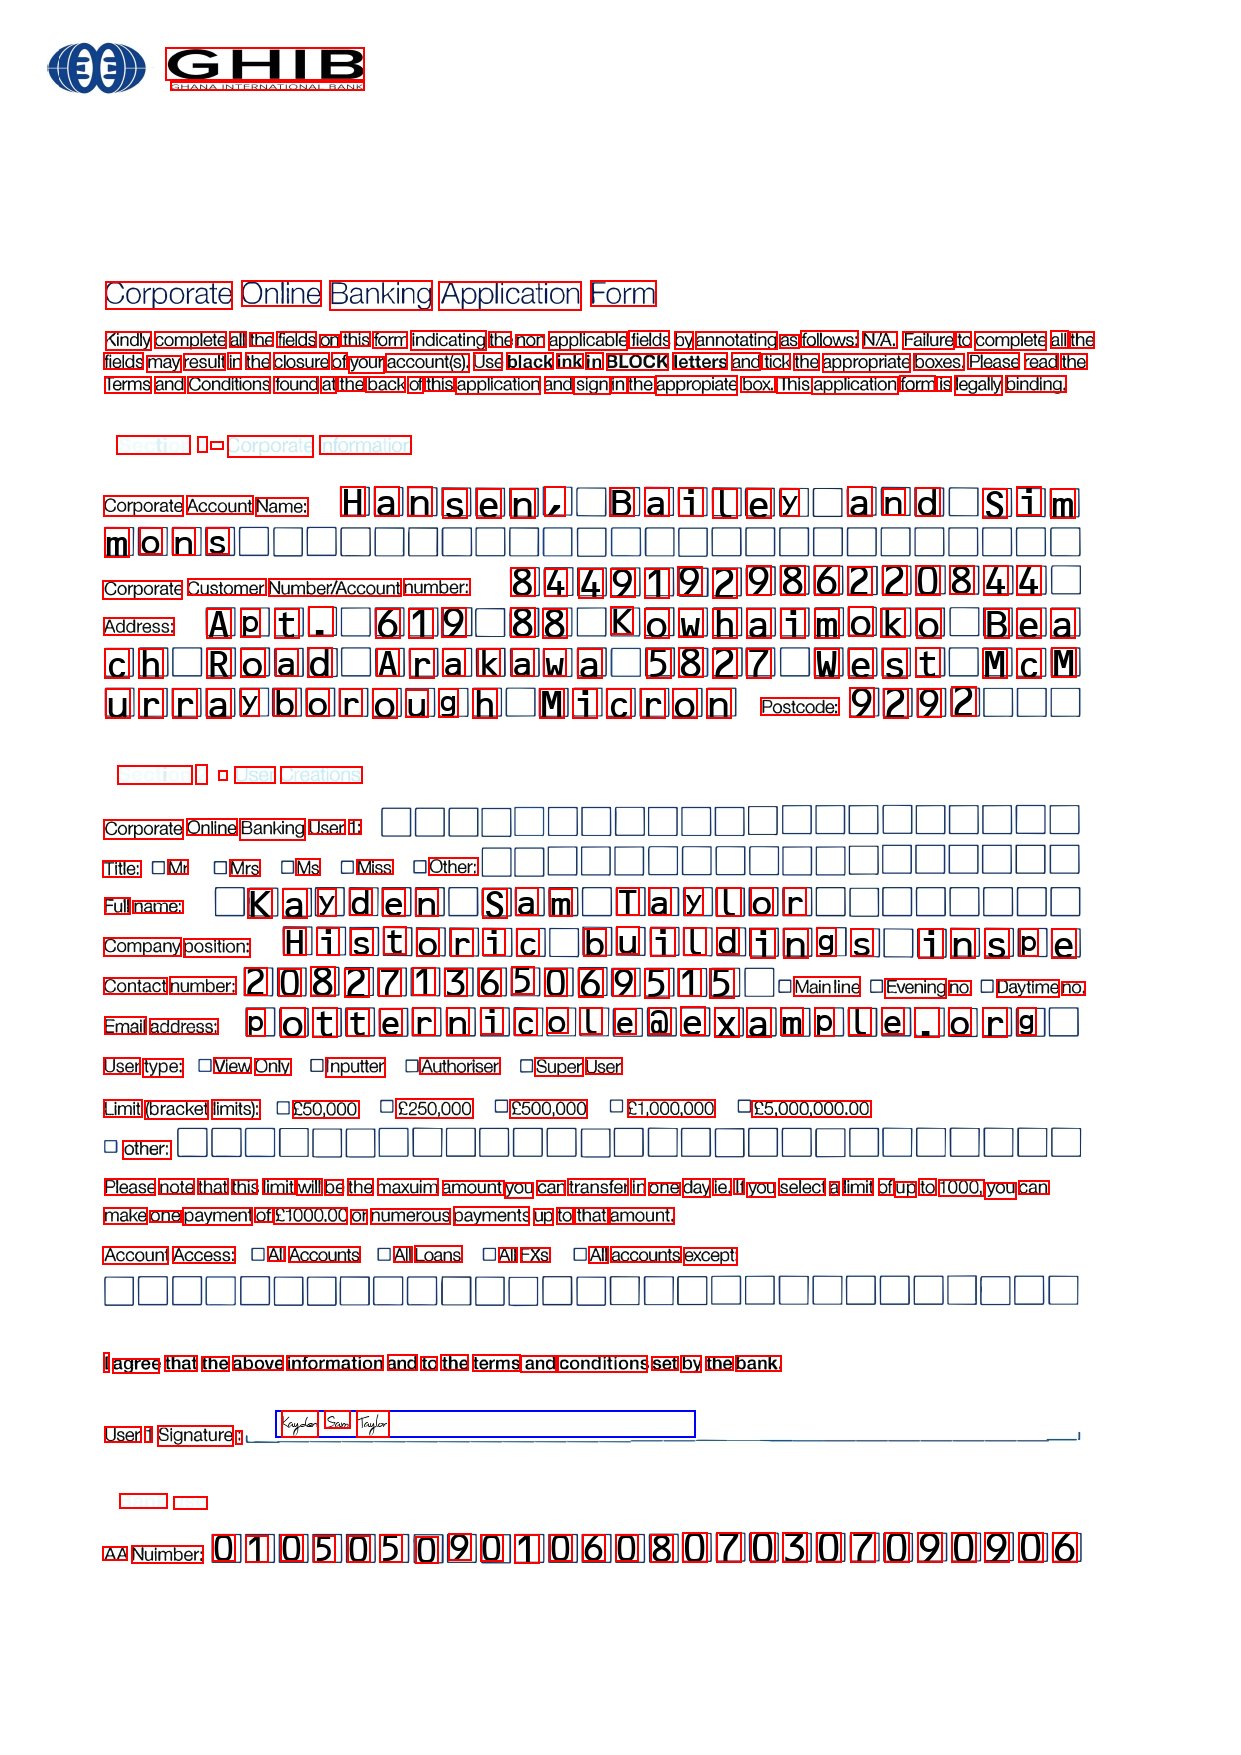 GHIB
GHANA INTERNATIONAL BANK
Corporate Online Banking Application Form
Kindly complete all the fields on this form indicating the non applicable fields by annotating as follows: N/A. Failure to complete all the
fields may result in the closure of your account(s). Use black ink in BLOCK letters and tick the appropriate boxes. Please read the
Terms and Conditions found at the back of this application and sign in the appropiate box. This application form is legally binding.
Section - Corporate Information
Corporate Account Name: Hansen, Bailey and Sim
mons
Corporate Customer Number/Account number: 8449192986220844
Address: Apt. 619 88 Kowhaimoko Bea
ch Road Arakawa 5827 West McM
urrayborough Micron Postcode: 9292
Section - User Creations
Corporate Online Banking User 1:
Title: Mr Mrs Ms Miss Other:
Full name: Kayden Sam Taylor
Company position: Historic buildings inspe
Contact number: 208271365069515 Main line Evening no Daytime no.
Email address: potternicole@example.org
User type: View Only Inputter Authoriser Super User
Limit (bracket limits): £50,000 £250,000 £500,000 £1,000,000 £5,000,000.00
other:
Please note that this limit will be the maxuim amount you can transfer in one day ie. If you select a limit of up to 1000, you can
make one payment of £1000.00 or numerous payments up to that amount.
Account Access: All Accounts All Loans All FXs All accounts except
I agree that the above information and to the terms and conditions set by the bank.
User 1 Signature : Kayden Sam Taylor
AA Nuimber: 01050509010608070307090906